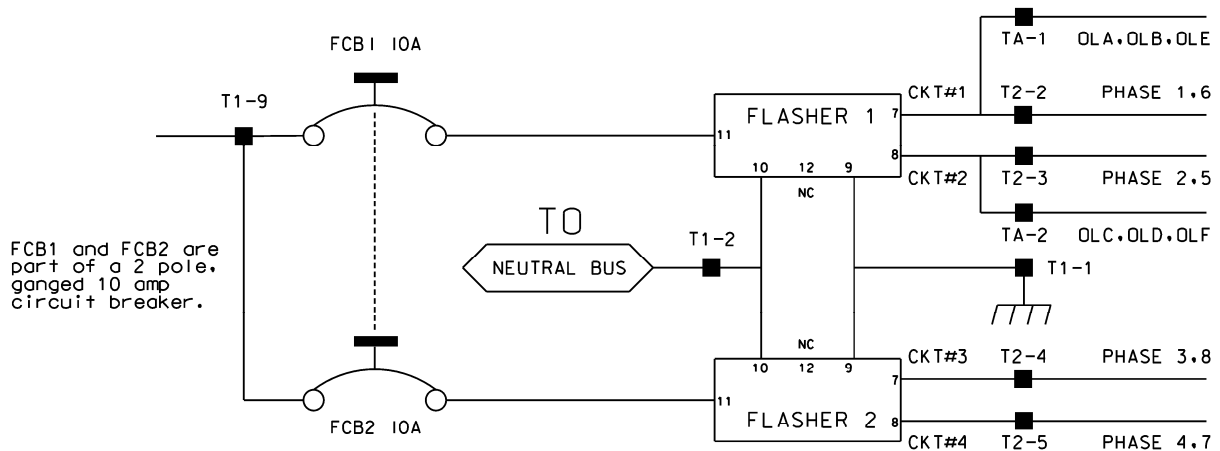 FCB1 10A
T1-9
TA-1 OLA,OLB,OLE
CKT#1 T2-2 PHASE 1,6
FLASHER 1
11
7
8
10 12 9
NC
CKT#2 T2-3 PHASE 2,5
TA-2 OLC,OLD,OLF
TO
NEUTRAL BUS
T1-2
T1-1
FCB1 and FCB2 are
part of a 2 pole,
ganged 10 amp
circuit breaker.
NC
10 12 9
CKT#3 T2-4 PHASE 3,8
7
11
FLASHER 2
8
CKT#4 T2-5 PHASE 4,7
FCB2 10A